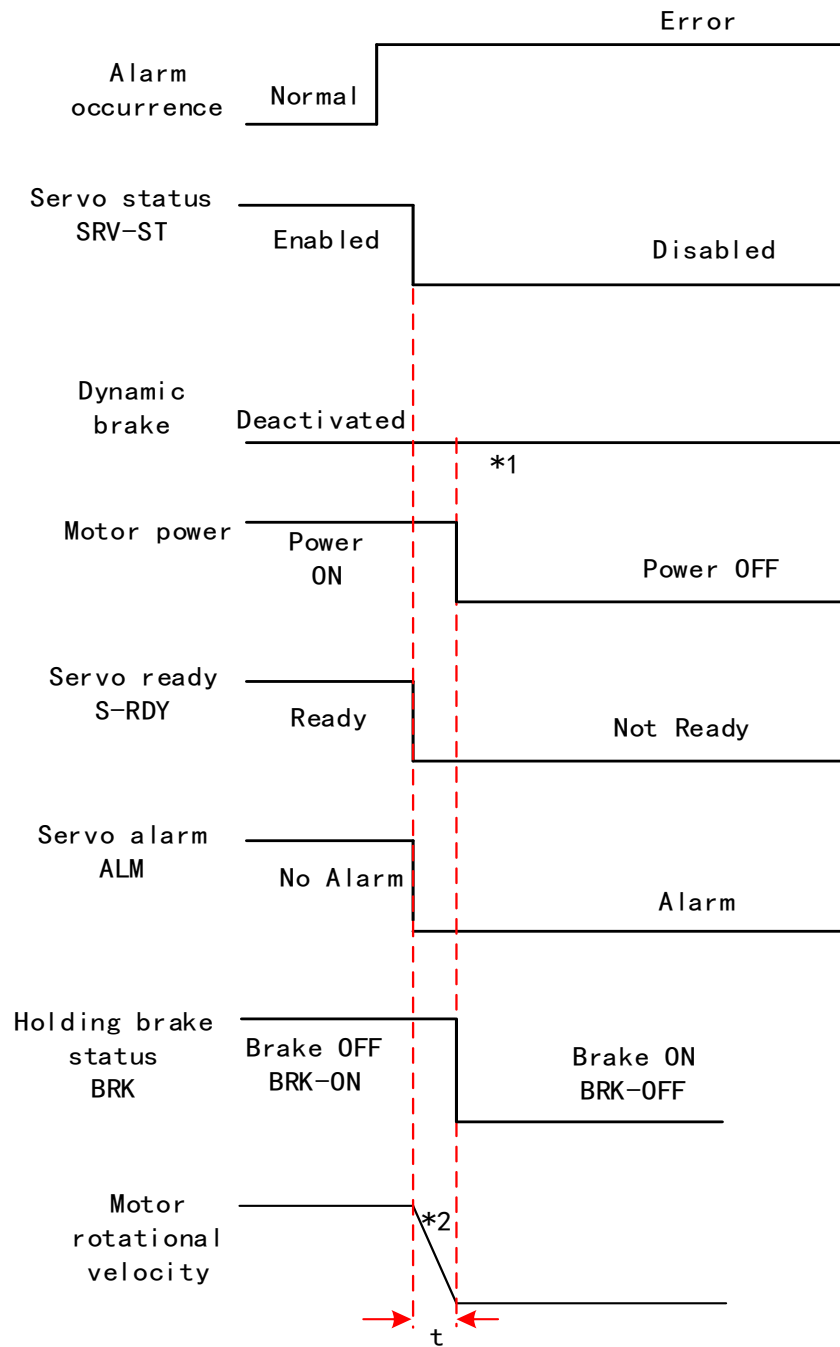 Error
Alarm
occurrence
Normal
Servo status
SRV-ST
Enabled
Disabled
Dynamic
brake
Deactivated
*1
Motor power
Power
ON
Power OFF
Servo ready
S-RDY
Ready
Not Ready
Servo alarm
ALM
No Alarm
Alarm
Holding brake
status
BRK
Brake OFF
BRK-ON
Brake ON
BRK-OFF
Motor
rotational
velocity
*2
t